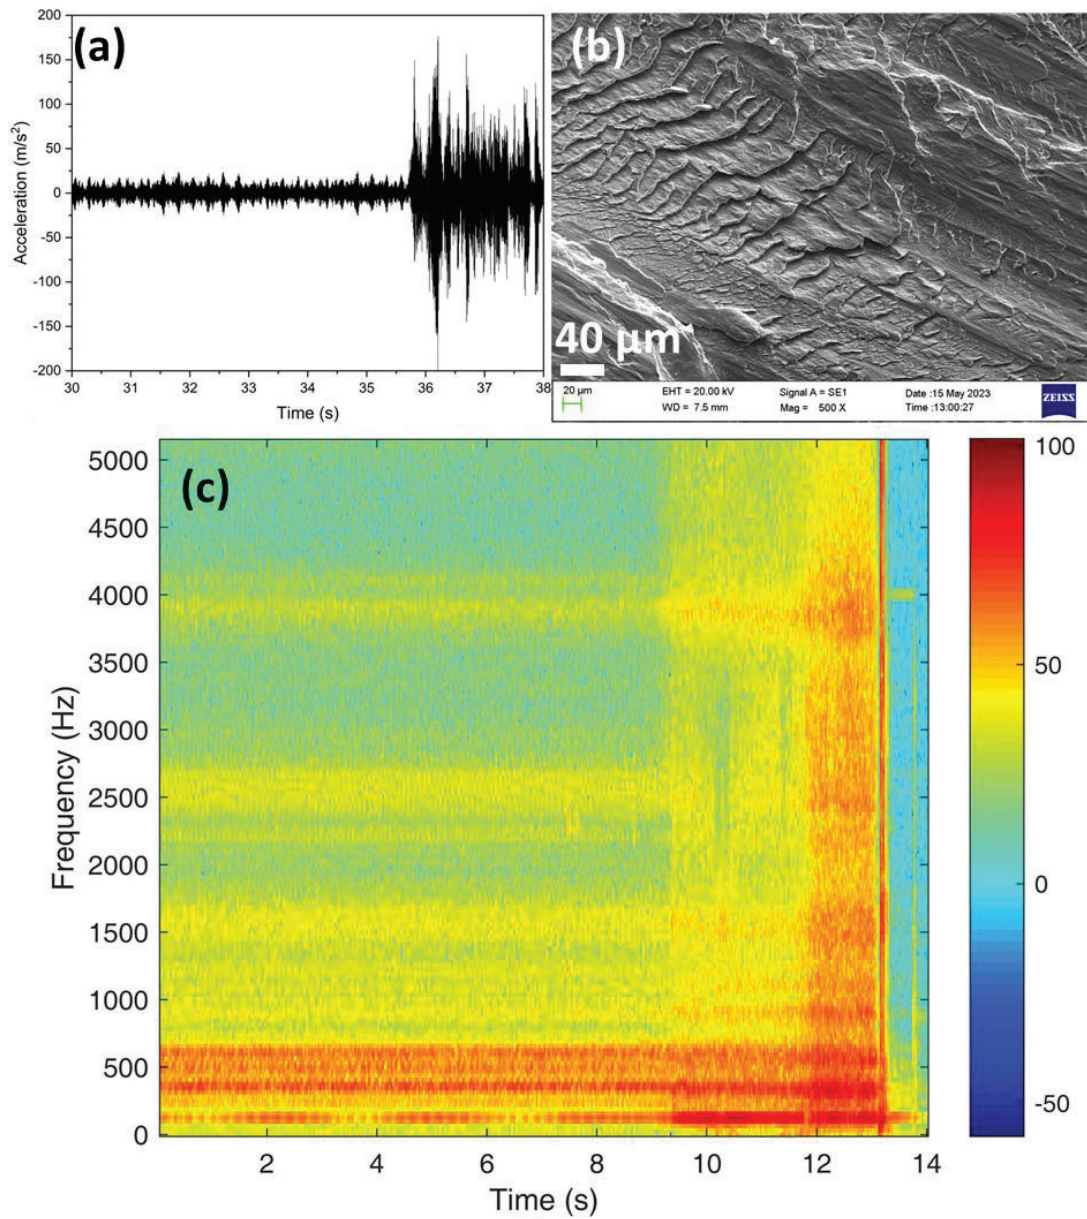 (a)
200
150
100
50
0
-50
-100
-150
-200
Acceleration (m/s²)
30 31 32 33 34 35 36 37 38
Time (s)
(b)
40 µm
20 µm
EHT = 20.00 kV Signal A = SE1 Date :15 May 2023
WD = 7.5 mm Mag = 500 X Time :13:00:27
ZEISS
(c)
5000
4500
4000
3500
3000
2500
2000
1500
1000
500
0
Frequency (Hz)
2 4 6 8 10 12 14
Time (s)
100
50
0
-50